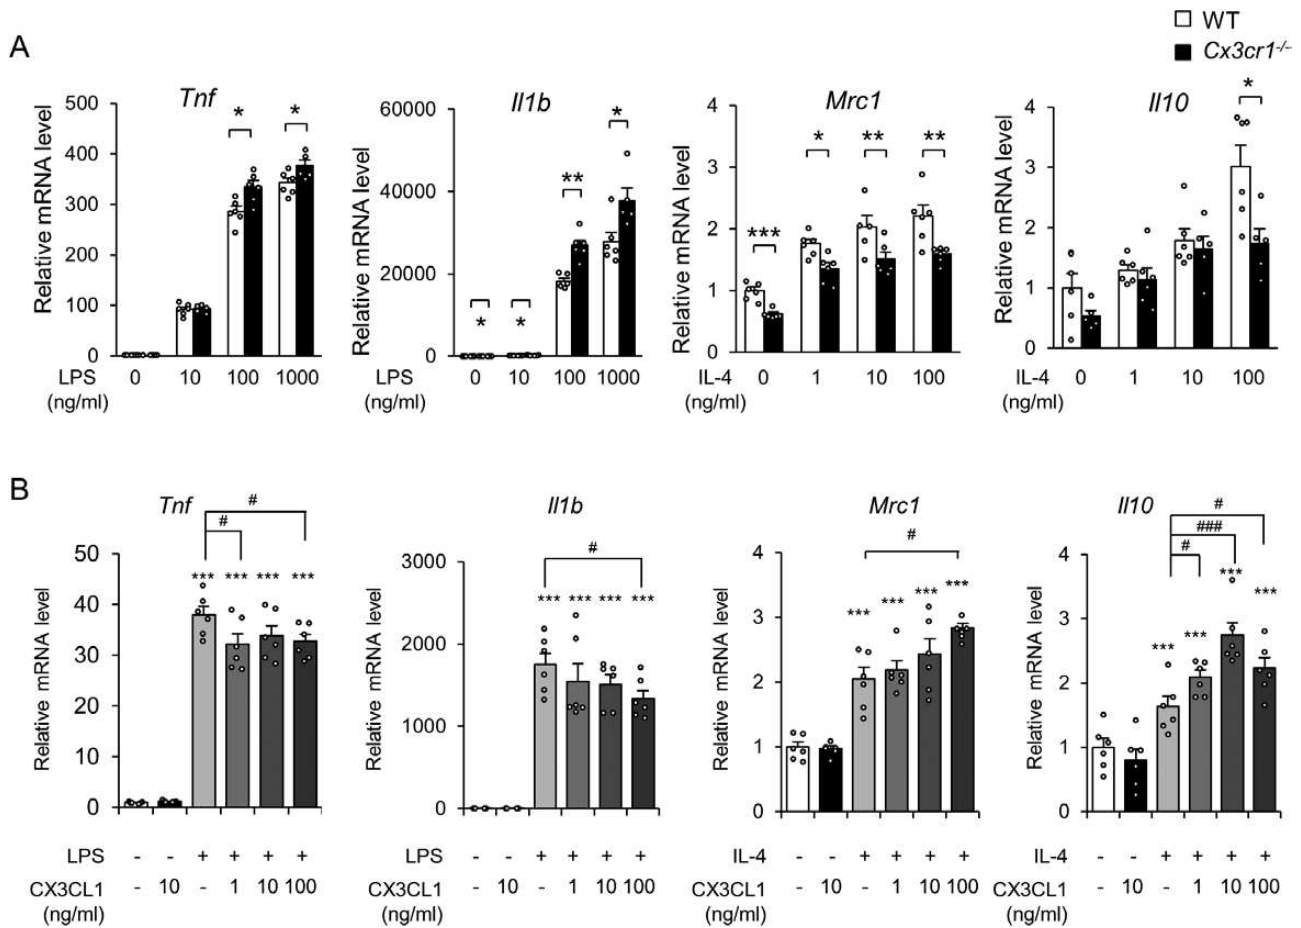 WT
Cx3cr1-/-
A
Tnf
Relative mRNA level
500
400
300
200
100
0
* *
LPS 0 10 100 1000
(ng/ml)
Il1b
Relative mRNA level
60000
40000
20000
0
* * ** *
LPS 0 10 100 1000
(ng/ml)
Mrc1
Relative mRNA level
4
3
2
1
0
*** * ** **
IL-4 0 1 10 100
(ng/ml)
Il10
Relative mRNA level
4
3
2
1
0
*
IL-4 0 1 10 100
(ng/ml)
B
Tnf
Relative mRNA level
50
40
30
20
10
0
#
#
*** *** *** ***
LPS - - + + + +
CX3CL1 - 10 - 1 10 100
(ng/ml)
Il1b
Relative mRNA level
3000
2000
1000
0
#
*** *** *** ***
LPS - - + + + +
CX3CL1 - 10 - 1 10 100
(ng/ml)
Mrc1
Relative mRNA level
4
3
2
1
0
#
*** *** *** ***
IL-4 - - + + + +
CX3CL1 - 10 - 1 10 100
(ng/ml)
Il10
Relative mRNA level
4
3
2
1
0
#
###
#
*** *** *** ***
IL-4 - - + + + +
CX3CL1 - 10 - 1 10 100
(ng/ml)